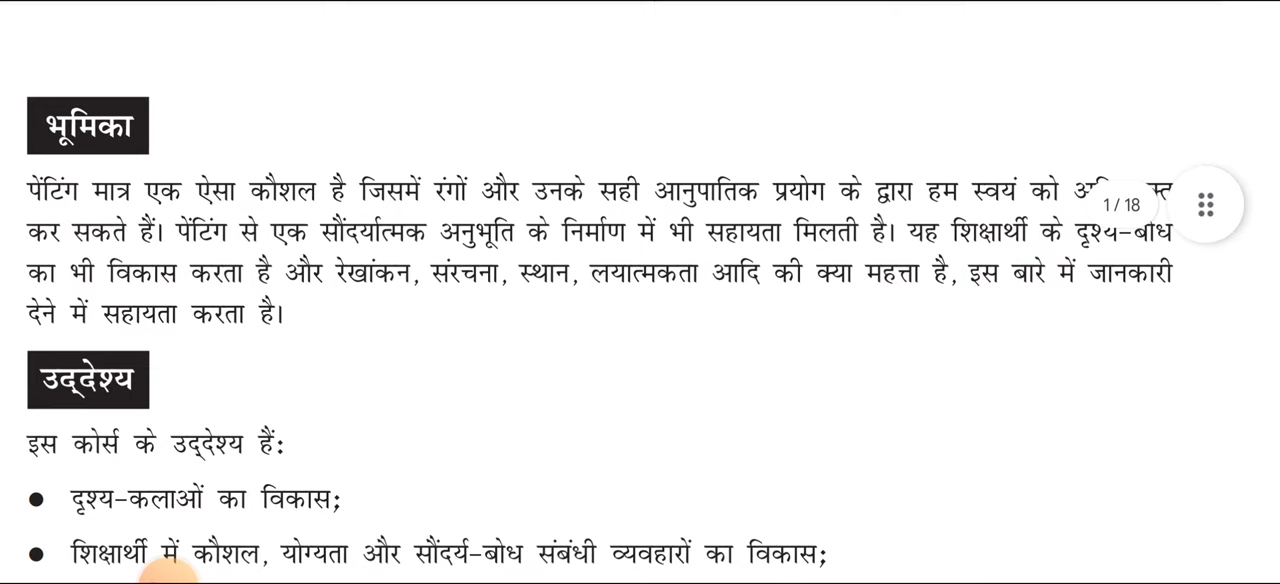 भूमिका
पेंटिंग मात्र एक ऐसा कौशल है जिसमें रंगों और उनके सही आनुपातिक प्रयोग के द्वारा हम स्वयं को
1 / 18
कर सकते हैं। पेंटिंग से एक सौंदर्यात्मक अनुभूति के निर्माण में भी सहायता मिलती है। यह शिक्षार्थी के दृश्य-बोध
का भी विकास करता है और रेखांकन, संरचना, स्थान, लयात्मकता आदि की क्या महत्ता है, इस बारे में जानकारी
देने में सहायता करता है।
उद्देश्य
इस कोर्स के उद्देश्य हैं:
● दृश्य-कलाओं का विकास;
● शिक्षार्थी में कौशल, योग्यता और सौंदर्य-बोध संबंधी व्यवहारों का विकास;